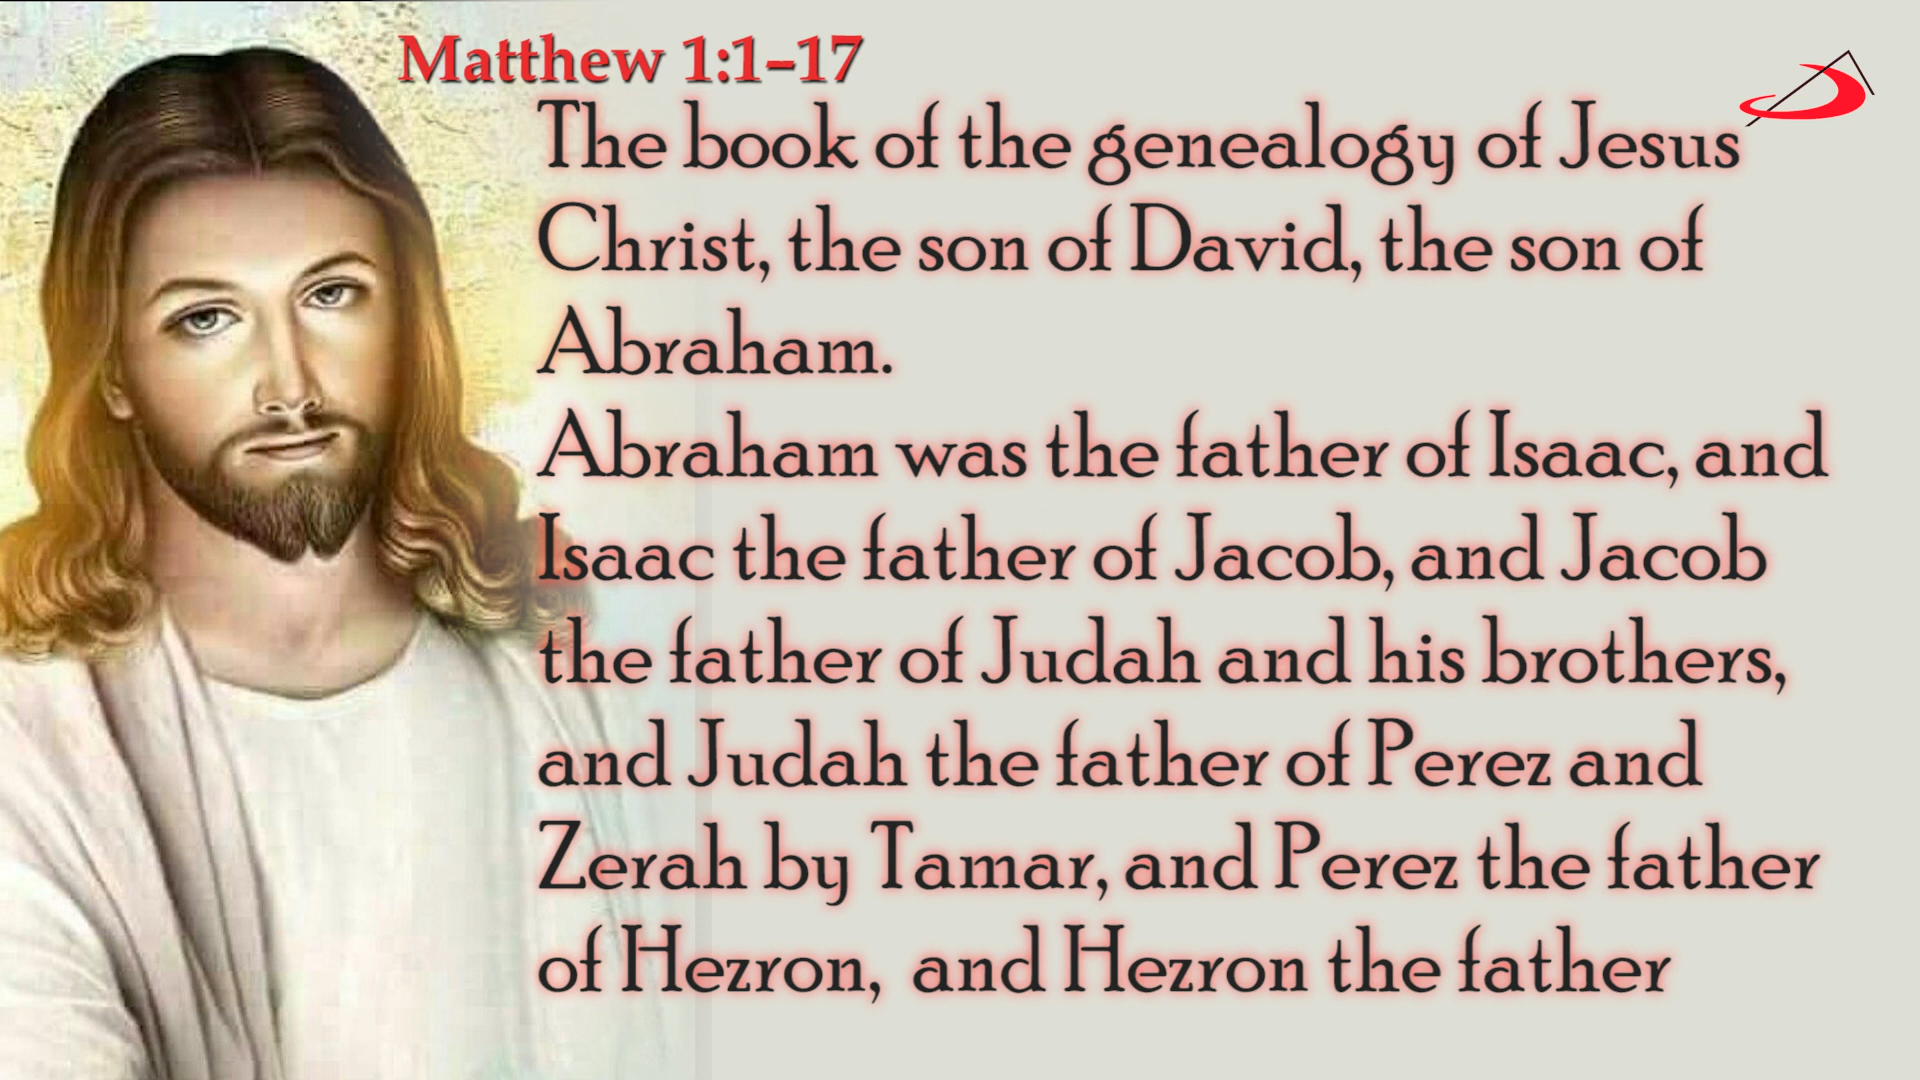 Matthew 1:1–17
The book of the genealogy of Jesus
Christ, the son of David, the son of
Abraham.
Abraham was the father of Isaac, and
Isaac the father of Jacob, and Jacob
the father of Judah and his brothers,
and Judah the father of Perez and
Zerah by Tamar, and Perez the father
of Hezron, and Hezron the father